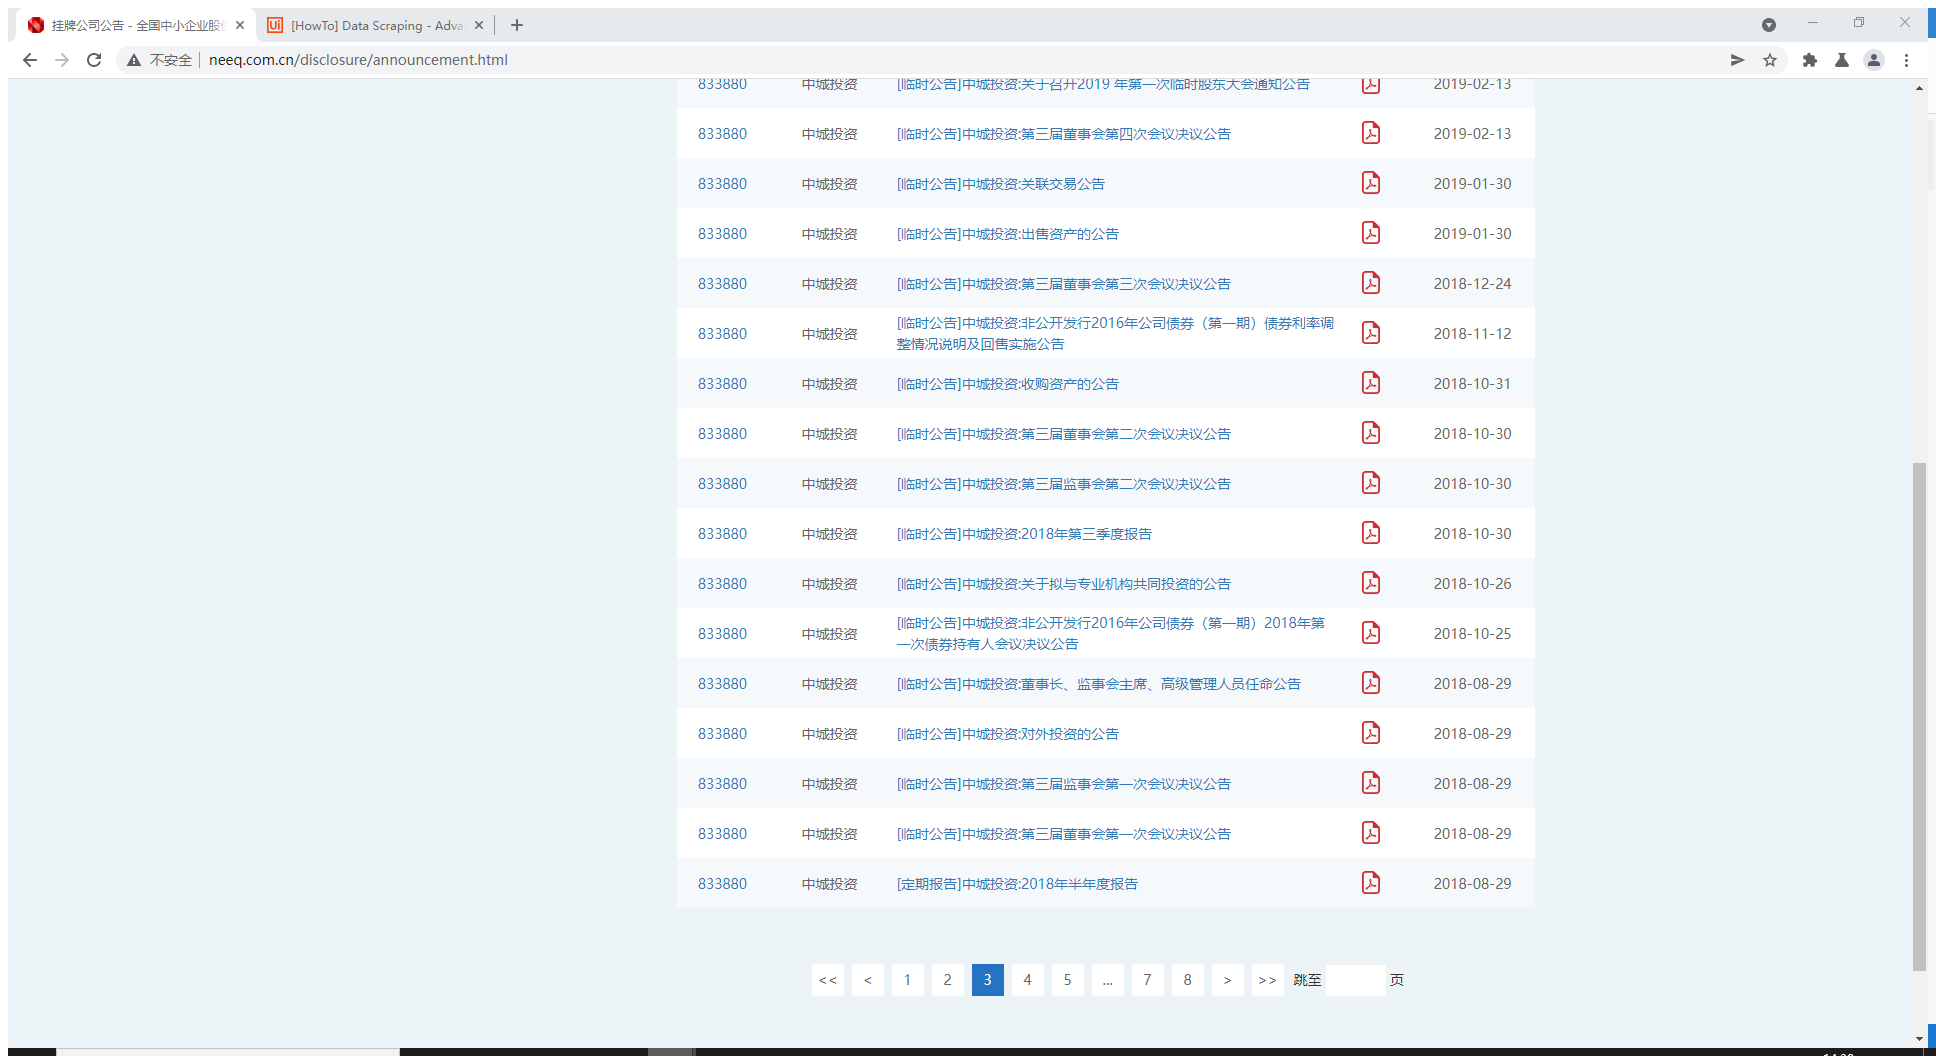 挂牌公司公告 - 全国中小企业股
[HowTo] Data Scraping - Adva
不安全 neeq.com.cn/disclosure/announcement.html
833880 中城投资 [临时公告]中城投资:关于召开2019 年第一次临时股东大会通知公告 2019-02-13
833880 中城投资 [临时公告]中城投资:第三届董事会第四次会议决议公告 2019-02-13
833880 中城投资 [临时公告]中城投资:关联交易公告 2019-01-30
833880 中城投资 [临时公告]中城投资:出售资产的公告 2019-01-30
833880 中城投资 [临时公告]中城投资:第三届董事会第三次会议决议公告 2018-12-24
833880 中城投资 [临时公告]中城投资:非公开发行2016年公司债券（第一期）债券利率调
整情况说明及回售实施公告 2018-11-12
833880 中城投资 [临时公告]中城投资:收购资产的公告 2018-10-31
833880 中城投资 [临时公告]中城投资:第三届董事会第二次会议决议公告 2018-10-30
833880 中城投资 [临时公告]中城投资:第三届监事会第二次会议决议公告 2018-10-30
833880 中城投资 [临时公告]中城投资:2018年第三季度报告 2018-10-30
833880 中城投资 [临时公告]中城投资:关于拟与专业机构共同投资的公告 2018-10-26
833880 中城投资 [临时公告]中城投资:非公开发行2016年公司债券（第一期）2018年第
一次债券持有人会议决议公告 2018-10-25
833880 中城投资 [临时公告]中城投资:董事长、监事会主席、高级管理人员任命公告 2018-08-29
833880 中城投资 [临时公告]中城投资:对外投资的公告 2018-08-29
833880 中城投资 [临时公告]中城投资:第三届监事会第一次会议决议公告 2018-08-29
833880 中城投资 [临时公告]中城投资:第三届董事会第一次会议决议公告 2018-08-29
833880 中城投资 [定期报告]中城投资:2018年半年度报告 2018-08-29
<< < 1 2 3 4 5 ... 7 8 > >> 跳至 页